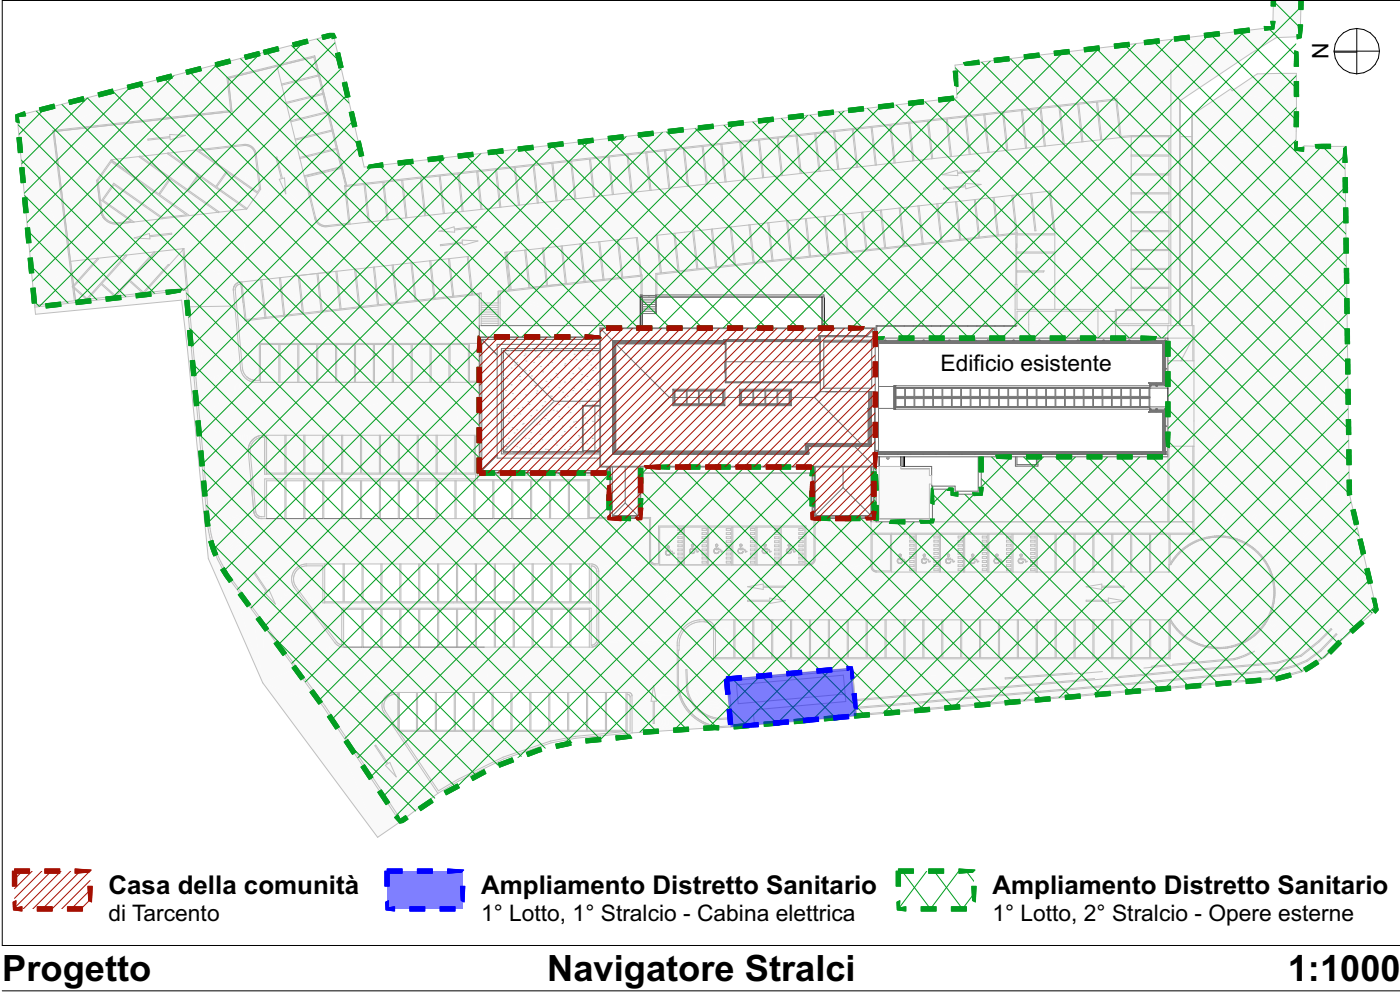 N
Edificio esistente
Casa della comunità
di Tarcento
Ampliamento Distretto Sanitario
1° Lotto, 1° Stralcio - Cabina elettrica
Ampliamento Distretto Sanitario
1° Lotto, 2° Stralcio - Opere esterne
Progetto
Navigatore Stralci
1:1000